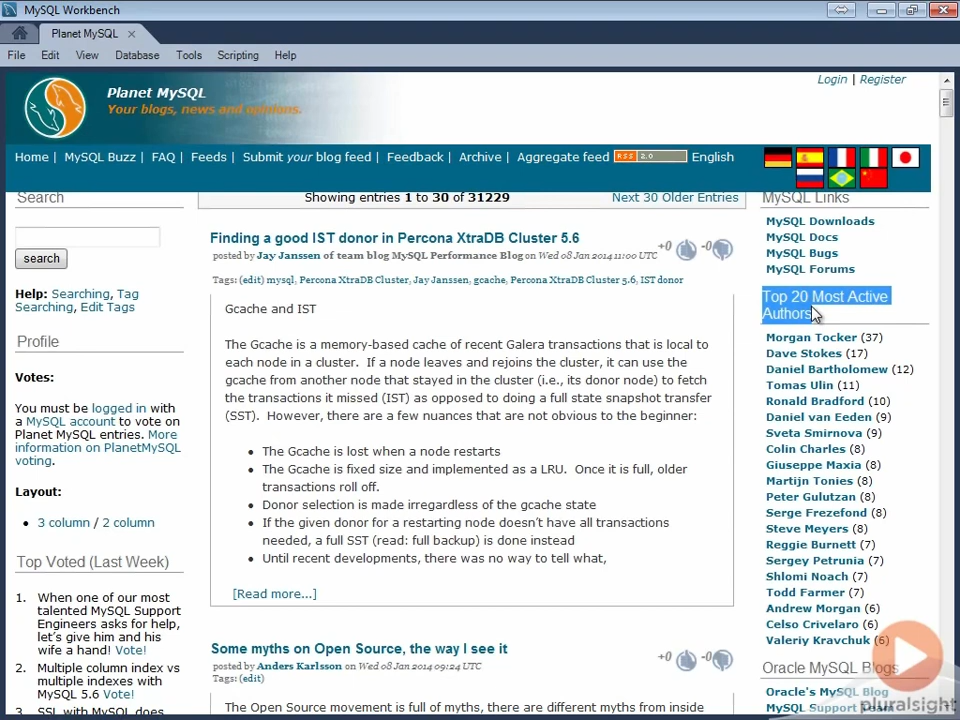 MySQL Workbench
Planet MySQL
File Edit View Database Tools Scripting Help
Login | Register
Planet MySQL
Your blogs, news and opinions.
Home | MySQL Buzz | FAQ | Feeds | Submit your blog feed | Feedback | Archive | Aggregate feed RSS 2.0 English
Search
search
Help: Searching, Tag
Searching, Edit Tags
Profile
Votes:
You must be logged in with
a MySQL account to vote on
Planet MySQL entries. More
information on PlanetMySQL
voting.
Layout:
3 column / 2 column
Top Voted (Last Week)
1. When one of our most
talented MySQL Support
Engineers asks for help,
let's give him and his
wife a hand! Vote!
2. Multiple column index vs
multiple indexes with
MySQL 5.6 Vote!
3. SSL with MySQL does
Showing entries 1 to 30 of 31229 Next 30 Older Entries
Finding a good IST donor in Percona XtraDB Cluster 5.6
posted by Jay Janssen of team blog MySQL Performance Blog on Wed 08 Jan 2014 11:00 UTC
+0 -0
Tags: (edit) mysql, Percona XtraDB Cluster, Jay Janssen, gcache, Percona XtraDB Cluster 5.6, IST donor
Gcache and IST
The Gcache is a memory-based cache of recent Galera transactions that is local to
each node in a cluster. If a node leaves and rejoins the cluster, it can use the
gcache from another node that stayed in the cluster (i.e., its donor node) to fetch
the transactions it missed (IST) as opposed to doing a full state snapshot transfer
(SST). However, there are a few nuances that are not obvious to the beginner:
• The Gcache is lost when a node restarts
• The Gcache is fixed size and implemented as a LRU. Once it is full, older
transactions roll off.
• Donor selection is made irregardless of the gcache state
• If the given donor for a restarting node doesn't have all transactions
needed, a full SST (read: full backup) is done instead
• Until recent developments, there was no way to tell what,
[Read more...]
Some myths on Open Source, the way I see it
posted by Anders Karlsson on Wed 08 Jan 2014 09:24 UTC
+0 -0
Tags: (edit)
The Open Source movement is full of myths, there are different myths from inside
MySQL Links
MySQL Downloads
MySQL Docs
MySQL Bugs
MySQL Forums
Top 20 Most Active
Authors
Morgan Tocker (37)
Dave Stokes (17)
Daniel Bartholomew (12)
Tomas Ulin (11)
Ronald Bradford (10)
Daniel van Eeden (9)
Sveta Smirnova (9)
Colin Charles (8)
Giuseppe Maxia (8)
Martijn Tonies (8)
Peter Gulutzan (8)
Serge Frezefond (8)
Steve Meyers (8)
Reggie Burnett (7)
Sergey Petrunia (7)
Shlomi Noach (7)
Todd Farmer (7)
Andrew Morgan (6)
Celso Crivelaro (6)
Valeriy Kravchuk (6)
Oracle MySQL Blogs
Oracle's MySQL Blog
MySQL Support Team
pluralsight